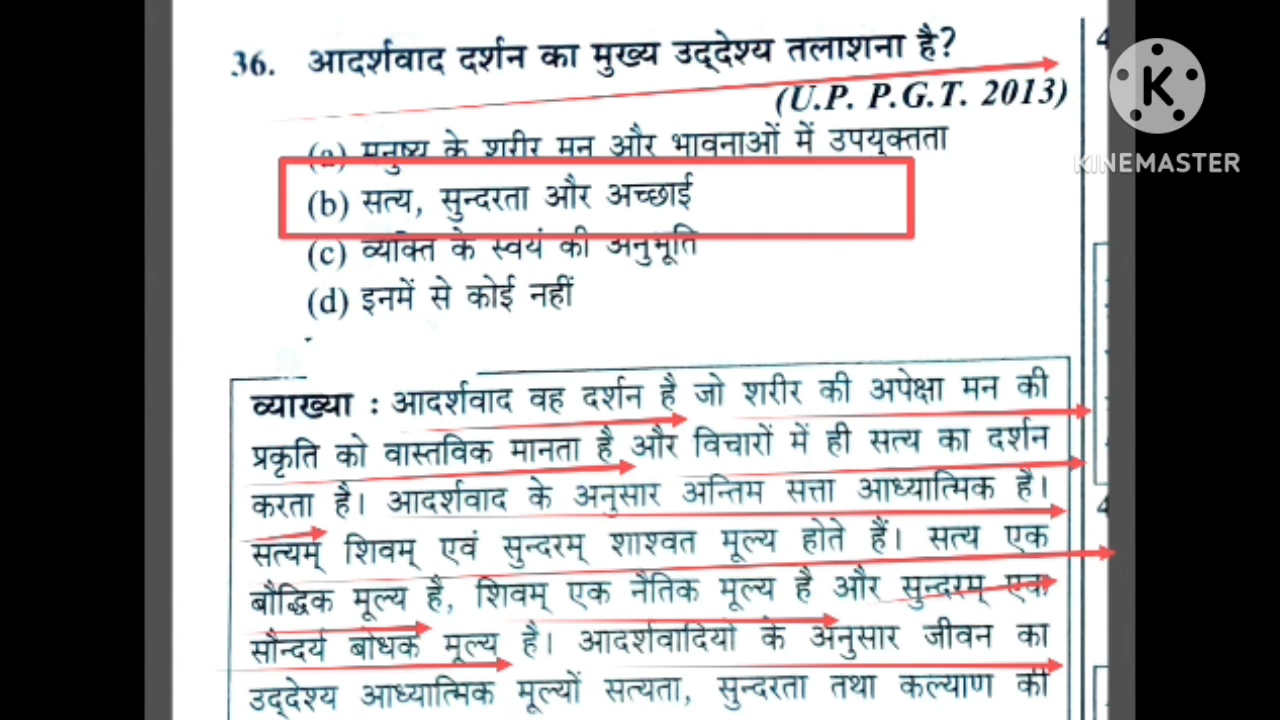 36. आदर्शवाद दर्शन का मुख्य उद्देश्य तलाशना है?
(U.P. P.G.T. 2013)
(a) मनुष्य के शरीर मन और भावनाओं में उपयुक्तता
(b) सत्य, सुन्दरता और अच्छाई
(c) व्यक्ति के स्वयं की अनुभूति
(d) इनमें से कोई नहीं
व्याख्या : आदर्शवाद वह दर्शन है जो शरीर की अपेक्षा मन की
प्रकृति को वास्तविक मानता है और विचारों में ही सत्य का दर्शन
करता है। आदर्शवाद के अनुसार अन्तिम सत्ता आध्यात्मिक है।
सत्यम् शिवम् एवं सुन्दरम् शाश्वत मूल्य होते हैं। सत्य एक
बौद्धिक मूल्य है, शिवम् एक नैतिक मूल्य है और सुन्दरम् एक
सौन्दर्य बोधक मूल्य है। आदर्शवादियों के अनुसार जीवन का
उद्देश्य आध्यात्मिक मूल्यों सत्यता, सुन्दरता तथा कल्याण की
K
KINEMASTER
4
4